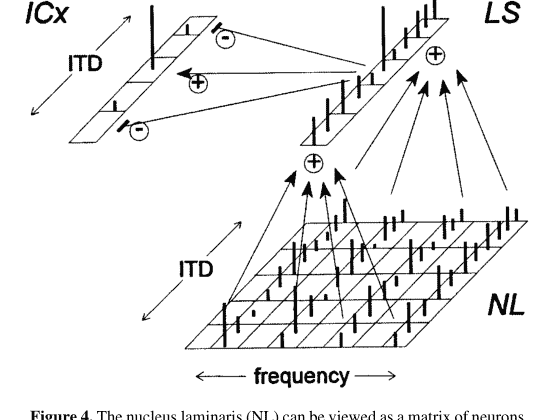 ICx
LS
ITD
-
+
-
+
+
ITD
NL
frequency
Figure 4. The nucleus laminaris (NL) can be viewed as a matrix of neurons